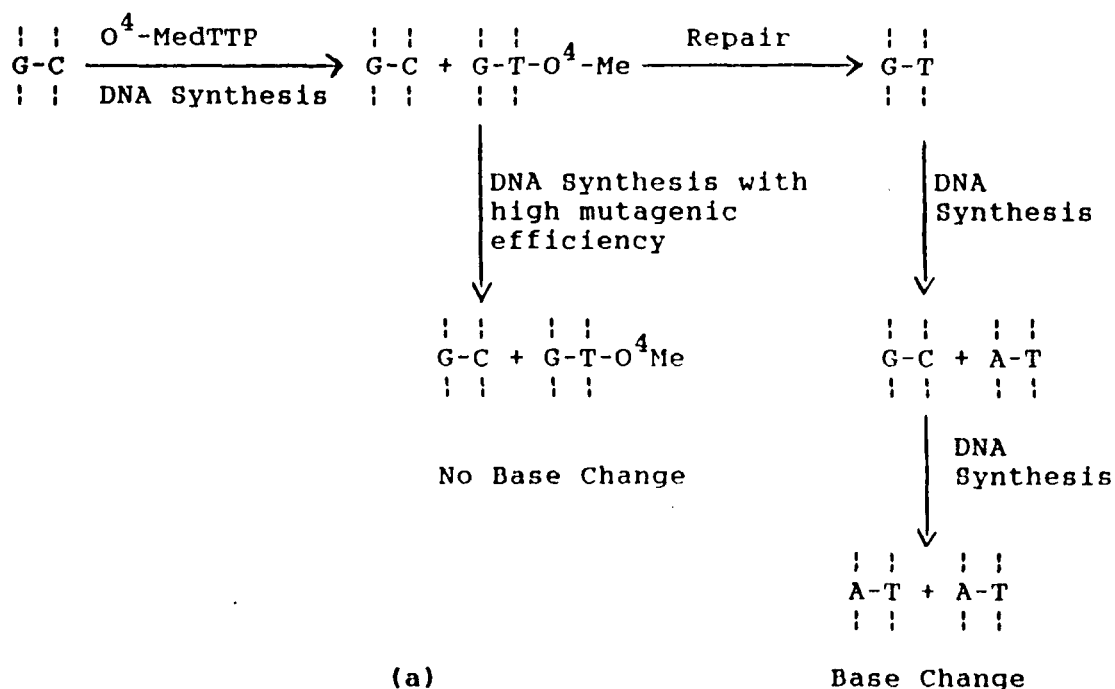 O⁴-MedTTP Repair
G-C G-C + G-T-O⁴-Me G-T
DNA Synthesis
DNA Synthesis with
high mutagenic
efficiency
DNA
Synthesis
G-C + G-T-O⁴Me G-C + A-T
No Base Change
DNA
Synthesis
A-T + A-T
(a) Base Change